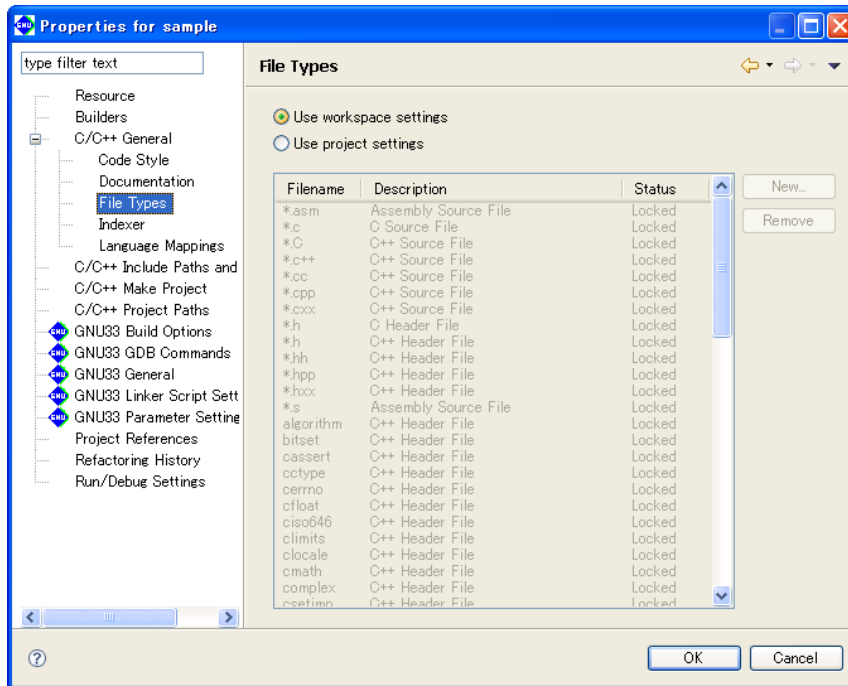 Properties for sample
type filter text
Resource
Builders
C/C++ General
Code Style
Documentation
File Types
Indexer
Language Mappings
C/C++ Include Paths and
C/C++ Make Project
C/C++ Project Paths
GNU33 Build Options
GNU33 GDB Commands
GNU33 General
GNU33 Linker Script Sett
GNU33 Parameter Setting
Project References
Refactoring History
Run/Debug Settings
File Types
Use workspace settings
Use project settings
Filename Description Status
*.asm Assembly Source File Locked
*.c C Source File Locked
*.C C++ Source File Locked
*.c++ C++ Source File Locked
*.cc C++ Source File Locked
*.cpp C++ Source File Locked
*.cxx C++ Source File Locked
*.h C Header File Locked
*.h C++ Header File Locked
*.hh C++ Header File Locked
*.hpp C++ Header File Locked
*.hxx C++ Header File Locked
*.s Assembly Source File Locked
algorithm C++ Header File Locked
bitset C++ Header File Locked
cassert C++ Header File Locked
cctype C++ Header File Locked
cerrno C++ Header File Locked
cfloat C++ Header File Locked
ciso646 C++ Header File Locked
climits C++ Header File Locked
clocale C++ Header File Locked
cmath C++ Header File Locked
complex C++ Header File Locked
csetjmp C++ Header File Locked
New...
Remove
OK
Cancel